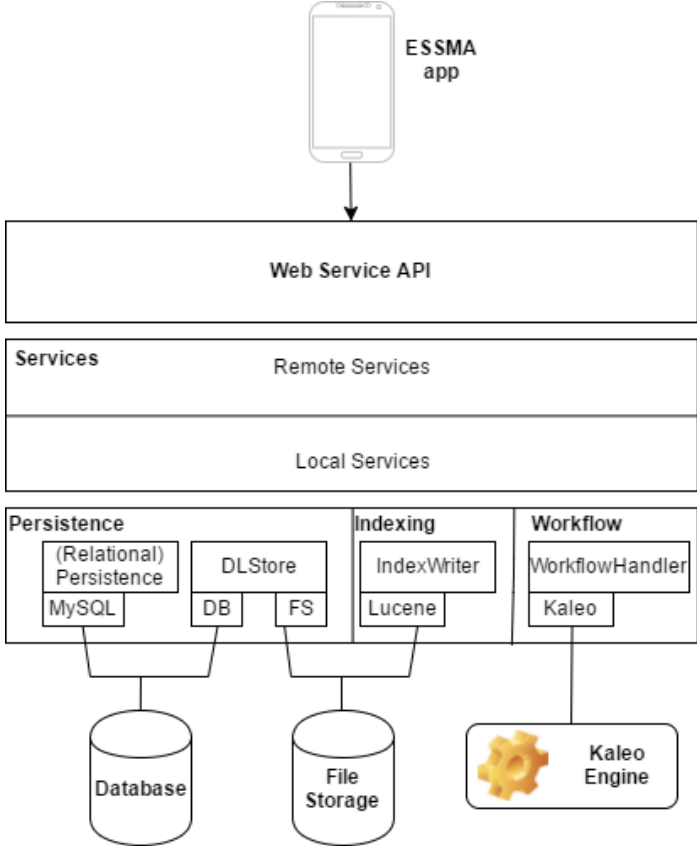 ESSMA
app
Web Service API
Services
Remote Services
Local Services
Persistence
Indexing
Workflow
(Relational)
Persistence
DLStore
IndexWriter
WorkflowHandler
MySQL
DB
FS
Lucene
Kaleo
Database
File
Storage
Kaleo
Engine